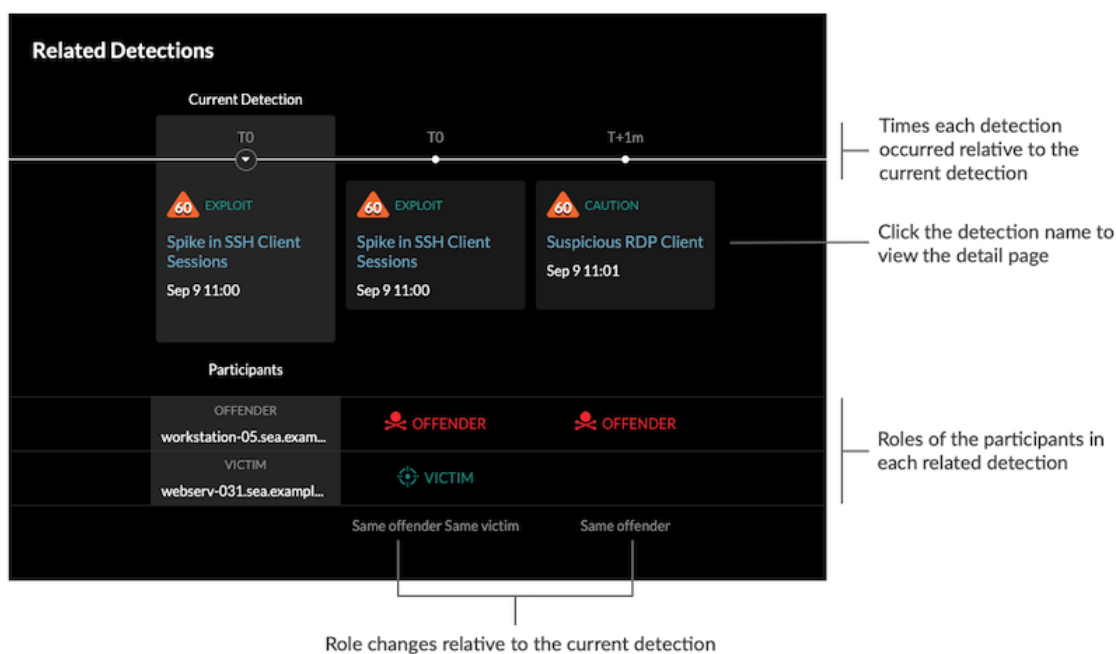 Related Detections
Current Detection
T0
T0
T+1m
Times each detection
occurred relative to the
current detection
60 EXPLOIT
Spike in SSH Client
Sessions
Sep 9 11:00
60 EXPLOIT
Spike in SSH Client
Sessions
Sep 9 11:00
60 CAUTION
Suspicious RDP Client
Sep 9 11:01
Click the detection name to
view the detail page
Participants
OFFENDER
workstation-05.sea.exam...
OFFENDER
OFFENDER
VICTIM
webserv-031.sea.exampl...
VICTIM
Roles of the participants in
each related detection
Same offender Same victim
Same offender
Role changes relative to the current detection